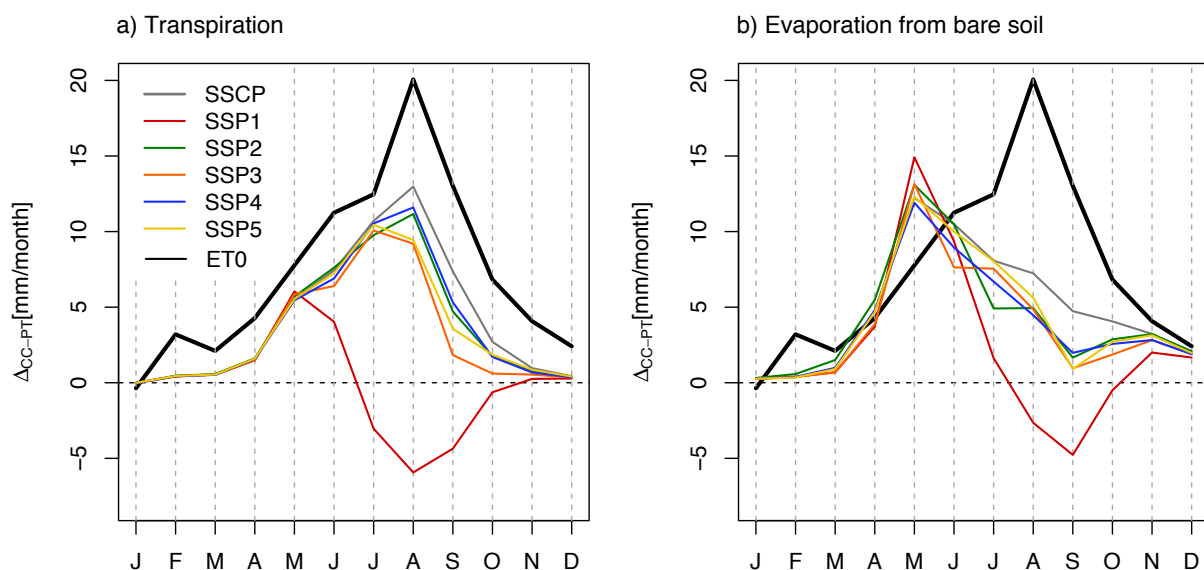 a) Transpiration
20
15
10
5
0
−5
ΔCC−PT[mm/month]
SSCP
SSP1
SSP2
SSP3
SSP4
SSP5
ET0
J F M A M J J A S O N D
b) Evaporation from bare soil
20
15
10
5
0
−5
ΔCC−PT[mm/month]
J F M A M J J A S O N D